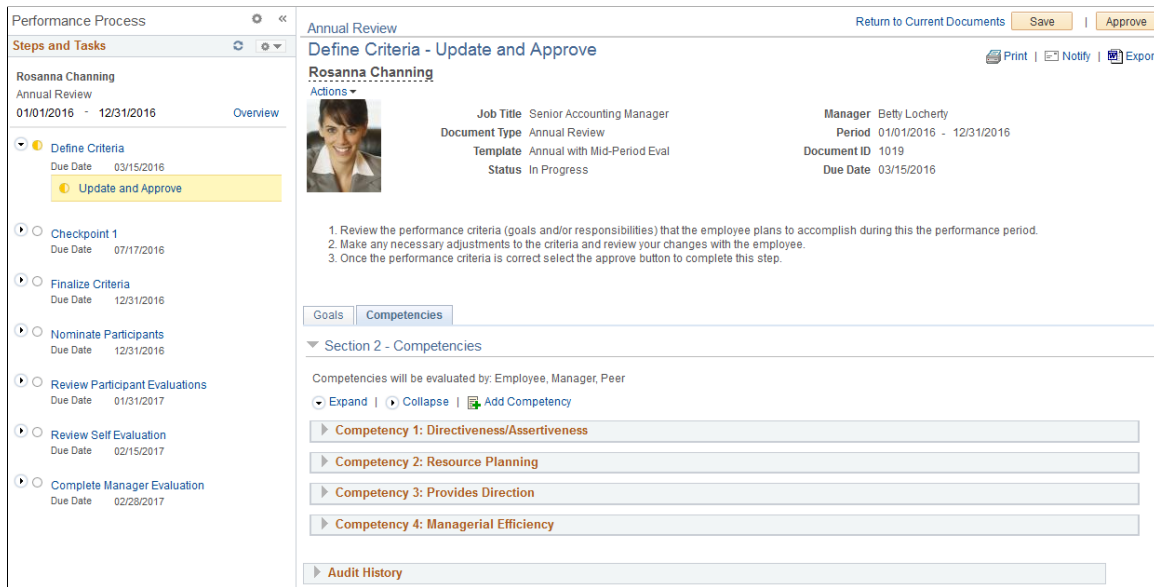 Performance Process
«
Steps and Tasks
Rosanna Channing
Annual Review
01/01/2016 - 12/31/2016 Overview
Define Criteria
Due Date 03/15/2016
Update and Approve
Checkpoint 1
Due Date 07/17/2016
Finalize Criteria
Due Date 12/31/2016
Nominate Participants
Due Date 12/31/2016
Review Participant Evaluations
Due Date 01/31/2017
Review Self Evaluation
Due Date 02/15/2017
Complete Manager Evaluation
Due Date 02/28/2017
Annual Review
Return to Current Documents Save | Approve
Define Criteria - Update and Approve
Print | Notify | Expor
Rosanna Channing
Actions
Job Title Senior Accounting Manager Manager Betty Locherty
Document Type Annual Review Period 01/01/2016 - 12/31/2016
Template Annual with Mid-Period Eval Document ID 1019
Status In Progress Due Date 03/15/2016
1. Review the performance criteria (goals and/or responsibilities) that the employee plans to accomplish during this the performance period.
2. Make any necessary adjustments to the criteria and review your changes with the employee.
3. Once the performance criteria is correct select the approve button to complete this step.
Goals Competencies
Section 2 - Competencies
Competencies will be evaluated by: Employee, Manager, Peer
Expand | Collapse | Add Competency
Competency 1: Directiveness/Assertiveness
Competency 2: Resource Planning
Competency 3: Provides Direction
Competency 4: Managerial Efficiency
Audit History